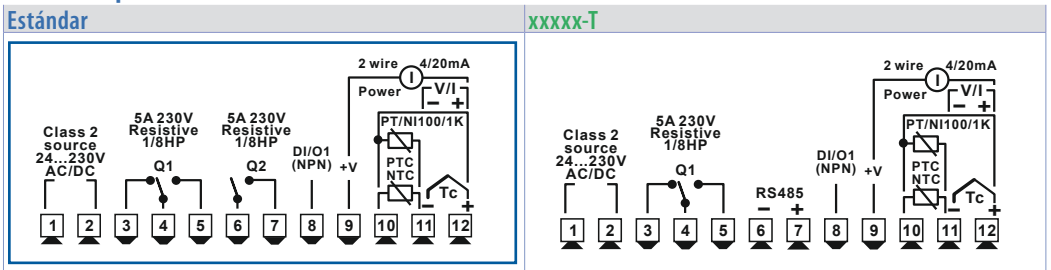 Estándar
xxxxx-T
2 wire 4/20mA
Power
V/I
- +
PT/NI100/1K
Class 2
source
24...230V
AC/DC
5A 230V
Resistive
1/8HP
Q1
5A 230V
Resistive
1/8HP
Q2
DI/O1
(NPN)
+V
PTC
NTC
Tc
- +
1 2 3 4 5 6 7 8 9 10 11 12
2 wire 4/20mA
Power
V/I
- +
PT/NI100/1K
Class 2
source
24...230V
AC/DC
5A 230V
Resistive
1/8HP
Q1
RS485
- +
DI/O1
(NPN)
+V
PTC
NTC
Tc
- +
1 2 3 4 5 6 7 8 9 10 11 12